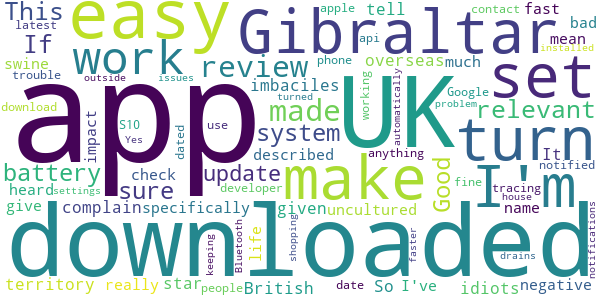 This easy Gibraltar tell apple contact fast
latest If work review overseas much bad mean
swine trouble phone api imbaciles Google installed
outside issues made UK set
app turned system working automatically relevant
download battery impact S10 dated Yes use described anything turn problem It notified
heard settings check sure update developer Good fine tracing house I'm
give complain specifically given uncultured make name
downloaded keeping Bluetooth life shopping faster drains notifications
territory really star people British date So I've idiots negative